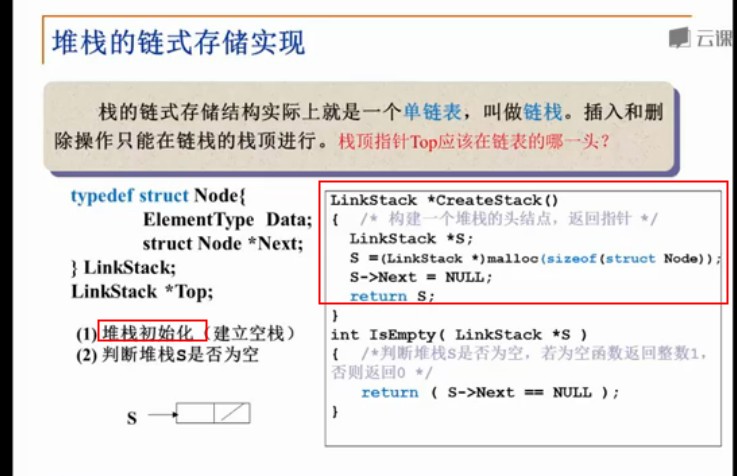 堆栈的链式存储实现
云课
栈的链式存储结构实际上就是一个单链表，叫做链栈。插入和删
除操作只能在链栈的栈顶进行。栈顶指针Top应该在链表的哪一头？
typedef struct Node{
ElementType Data;
struct Node *Next;
} LinkStack;
LinkStack *Top;
(1) 堆栈初始化（建立空栈）
(2) 判断堆栈S是否为空
S
LinkStack *CreateStack()
{ /* 构建一个堆栈的头结点，返回指针 */
LinkStack *S;
S =(LinkStack *)malloc(sizeof(struct Node));
S->Next = NULL;
return S;
}
int IsEmpty( LinkStack *S )
{ /*判断堆栈S是否为空，若为空函数返回整数1，
否则返回0 */
return ( S->Next == NULL );
}